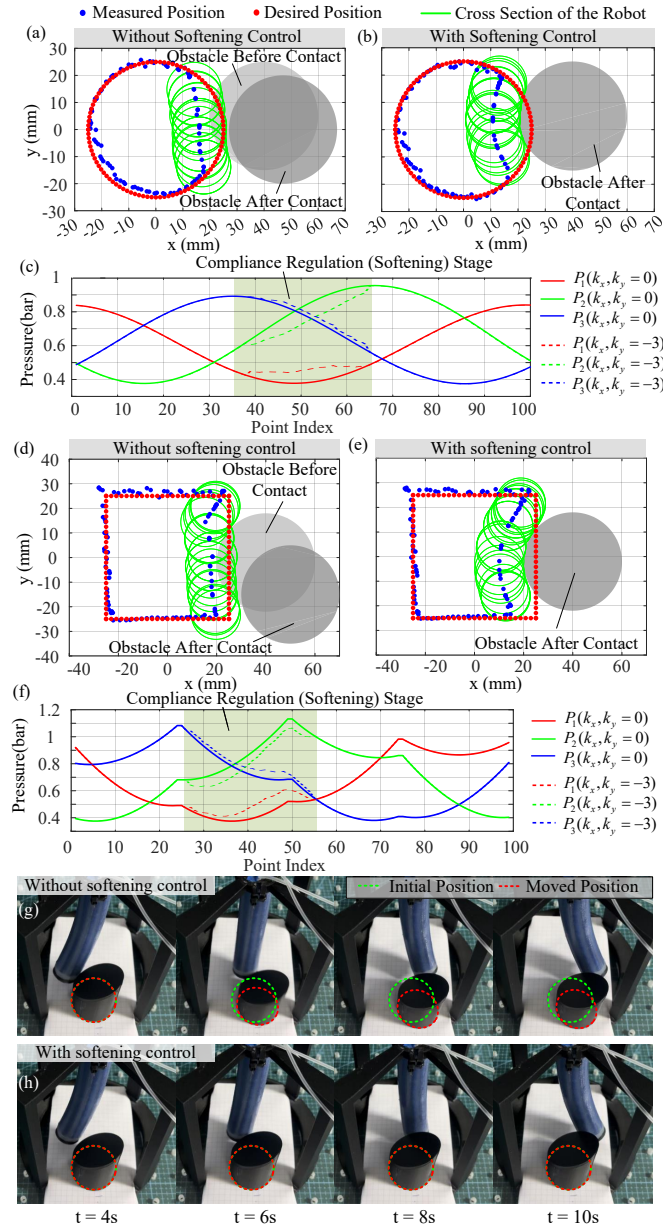 Measured Position Desired Position Cross Section of the Robot
(a) Without Softening Control
Obstacle Before Contact
Obstacle After Contact
30
20
10
0
-10
-20
30
-30 -20 -10 0 10 20 30 40 50 60 70
y (mm)
x (mm)
(b) With Softening Control
Obstacle After
Contact
-30 -20 -10 0 10 20 30 40 50 60 70
x (mm)
(c) Compliance Regulation (Softening) Stage
1
0.8
0.6
0.4
Pressure(bar)
0 10 20 30 40 50 60 70 80 90 100
Point Index
P1(kx, ky = 0)
P2(kx, ky = 0)
P3(kx, ky = 0)
P1(kx, ky = −3)
P2(kx, ky = −3)
P3(kx, ky = −3)
(d) Without softening control
Obstacle Before
Contact
Obstacle After Contact
40
30
20
10
0
-10
-20
-30
-40
-40 -20 0 20 40 60
y (mm)
x (mm)
(e) With softening control
Obstacle After Contact
-40 -20 0 20 40 60
x (mm)
(f) Compliance Regulation (Softening) Stage
1.2
1
0.8
0.6
0.4
Pressure(bar)
0 10 20 30 40 50 60 70 80 90 100
Point Index
P1(kx, ky = 0)
P2(kx, ky = 0)
P3(kx, ky = 0)
P1(kx, ky = −3)
P2(kx, ky = −3)
P3(kx, ky = −3)
Without softening control
Initial Position Moved Position
(g)
With softening control
(h)
t = 4s t = 6s t = 8s t = 10s